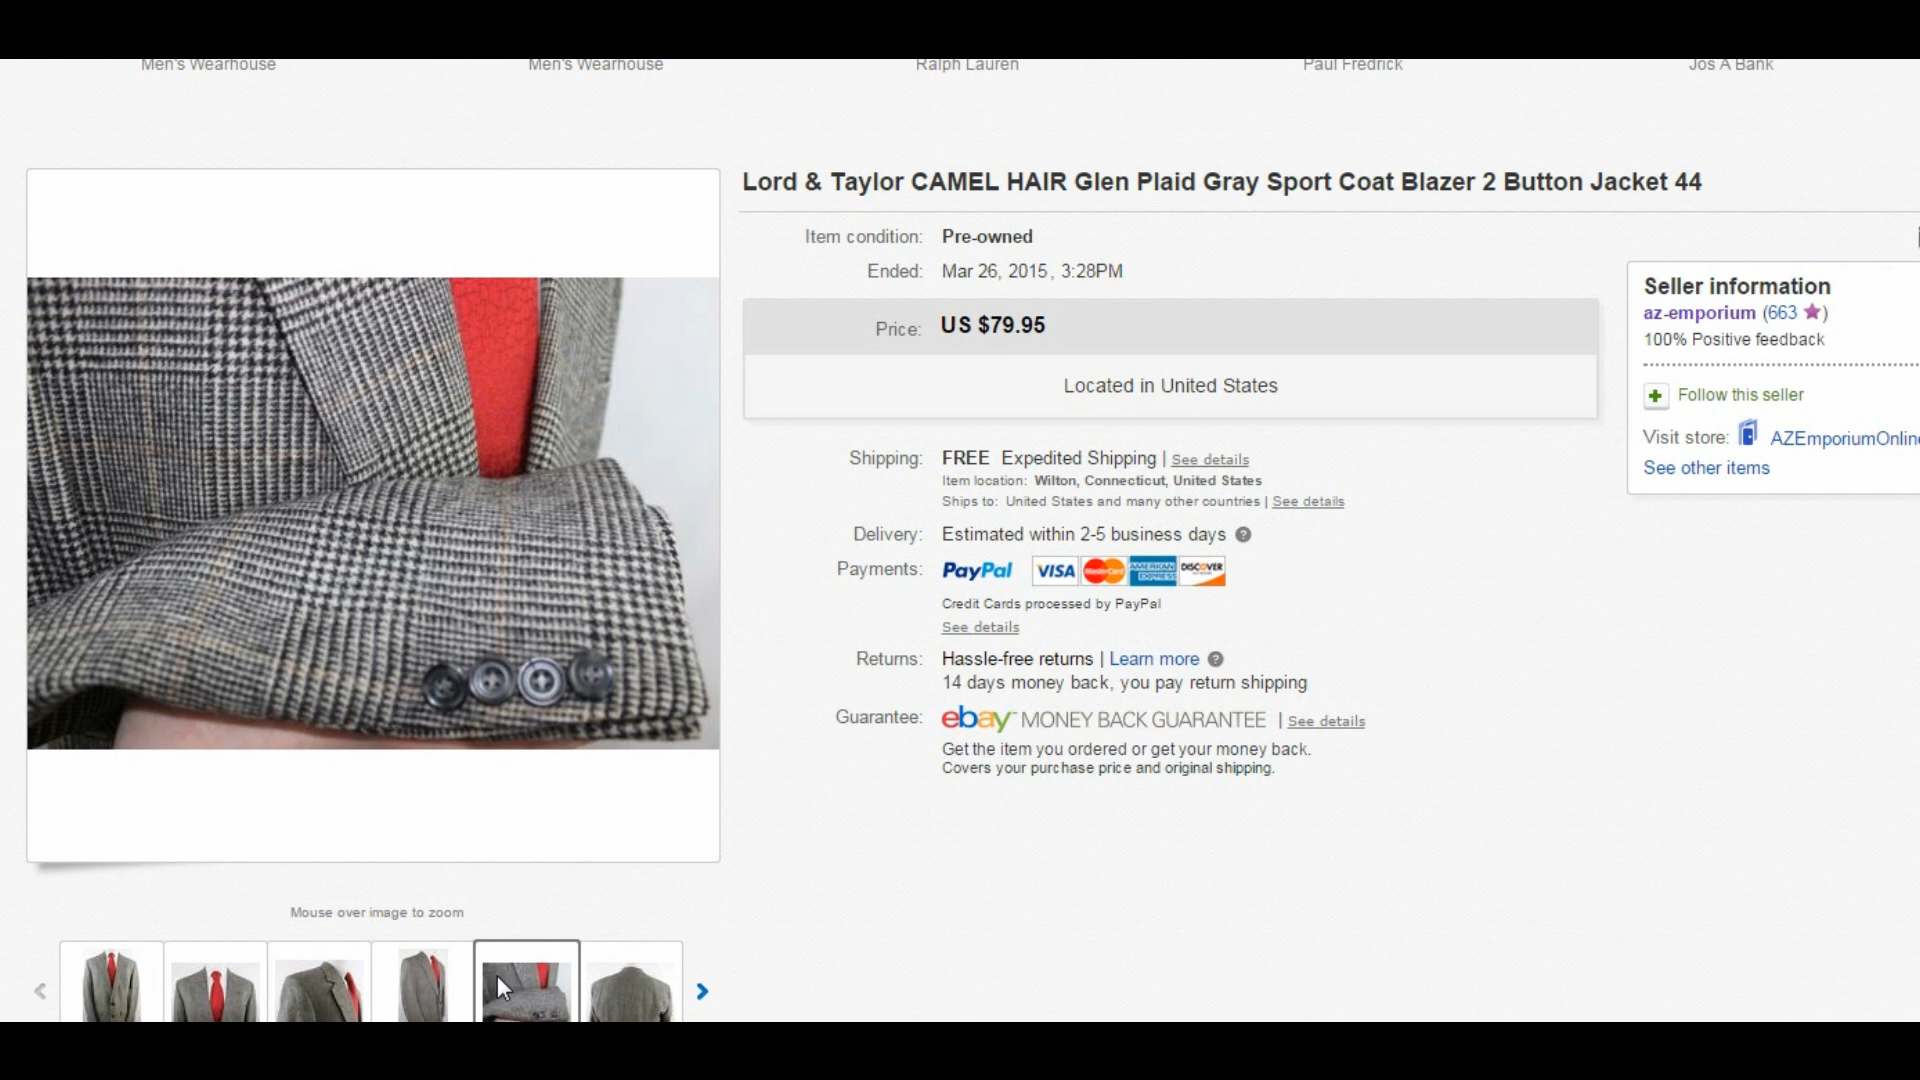 Men's Wearhouse Men's Wearhouse Ralph Lauren Paul Fredrick Jos A Bank
Lord & Taylor CAMEL HAIR Glen Plaid Gray Sport Coat Blazer 2 Button Jacket 44
Item condition: Pre-owned
Ended: Mar 26, 2015, 3:28PM
Price: US $79.95
Located in United States
Shipping: FREE Expedited Shipping | See details
Item location: Wilton, Connecticut, United States
Ships to: United States and many other countries | See details
Delivery: Estimated within 2-5 business days ?
Payments: PayPal VISA MasterCard AMERICAN EXPRESS DISCOVER
Credit Cards processed by PayPal
See details
Returns: Hassle-free returns | Learn more ?
14 days money back, you pay return shipping
Guarantee: ebay MONEY BACK GUARANTEE | See details
Get the item you ordered or get your money back.
Covers your purchase price and original shipping.
Seller information
az-emporium (663 ★)
100% Positive feedback
Follow this seller
Visit store: AZEmporiumOnline
See other items
Mouse over image to zoom